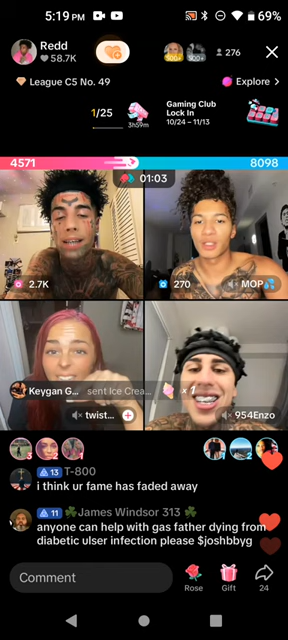 5:19 PM
69%
Redd
58.7K
500+
500+
276
League C5 No. 49
Explore >
1/25
3h59m
Gaming Club
Lock In
10/24 – 11/13
4571
8098
01:03
2.7K
270
MOP💦
Keygan G... sent Ice Crea...
x 1
twist...
954Enzo
13 T-800
i think ur fame has faded away
11 ☘️James Windsor 313 ☘️
anyone can help with gas father dying from
diabetic ulser infection please $joshbbyg
Comment
Rose
Gift
24